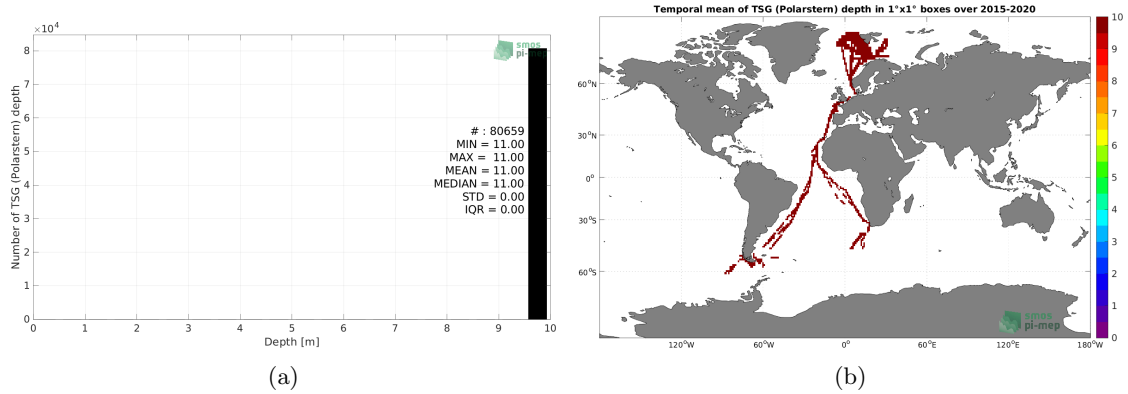 ×10⁴
8
7
6
5
4
3
2
1
0
Number of TSG (Polarstern) depth
smos
pi-mep
# : 80659
MIN = 11.00
MAX = 11.00
MEAN = 11.00
MEDIAN = 11.00
STD = 0.00
IQR = 0.00
0 1 2 3 4 5 6 7 8 9 10
Depth [m]
(a)
Temporal mean of TSG (Polarstern) depth in 1°x1° boxes over 2015-2020
60°N
30°N
0°
30°S
60°S
120°W 60°W 0° 60°E 120°E 180°W
smos
pi-mep
10
9
8
7
6
5
4
3
2
1
0
(b)